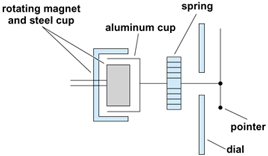 rotating magnet
and steel cup
aluminum cup
spring
pointer
dial